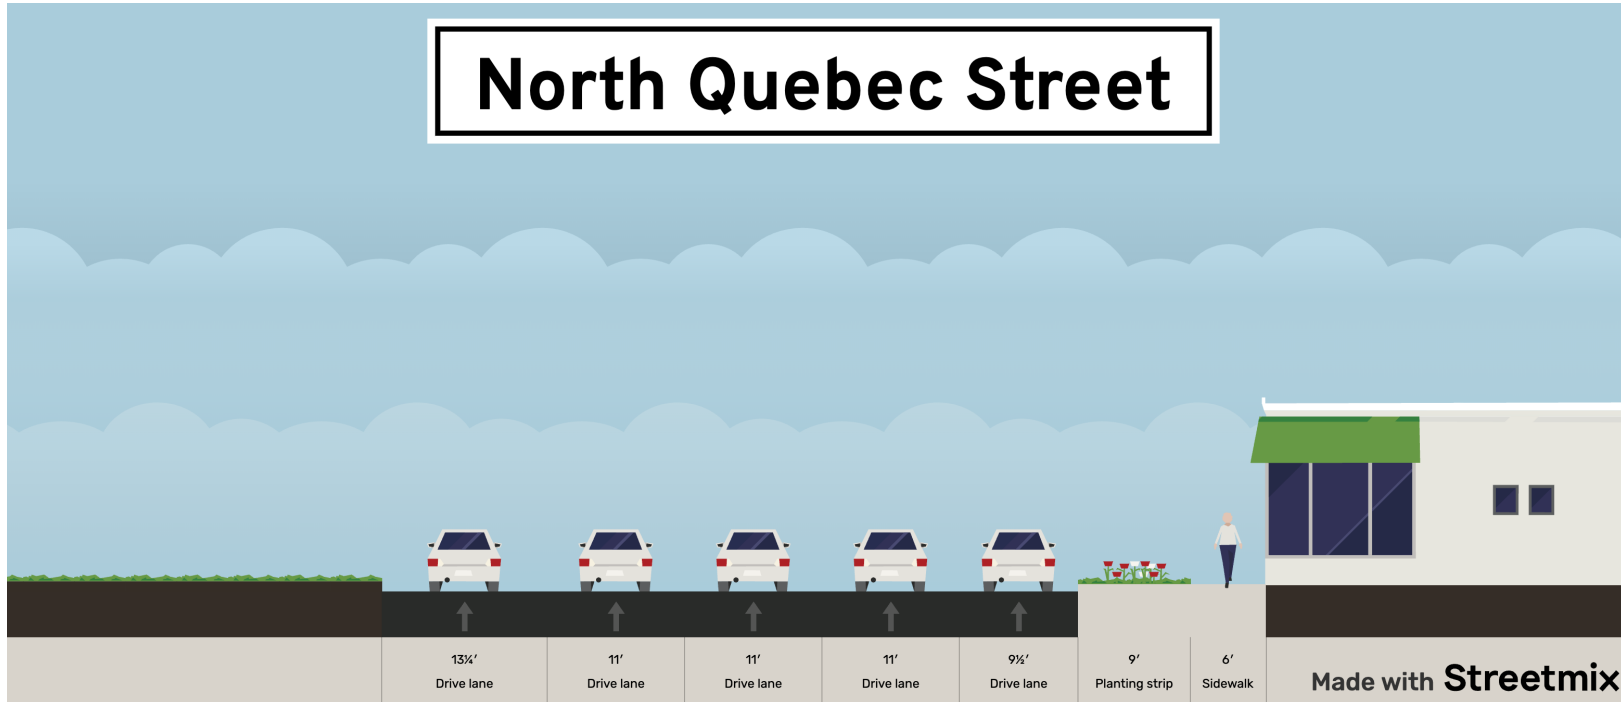 North Quebec Street
13¼′
11′
11′
11′
9½′
9′
6′
Drive lane
Drive lane
Drive lane
Drive lane
Drive lane
Planting strip
Sidewalk
Made with Streetmix